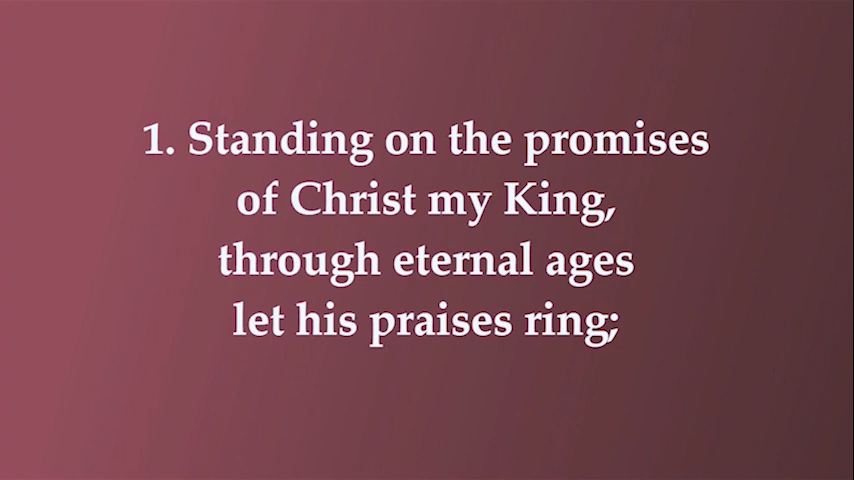 1. Standing on the promises
of Christ my King,
through eternal ages
let his praises ring;